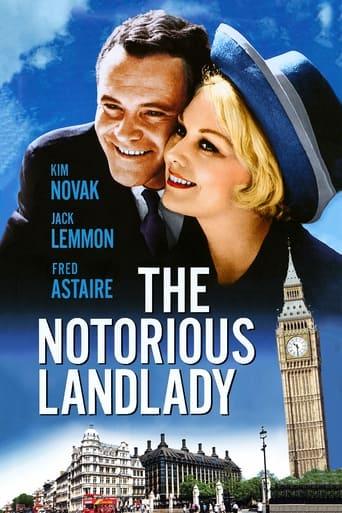 KIM
NOVAK
JACK
LEMMON
FRED
ASTAIRE
THE
NOTORIOUS
LANDLADY